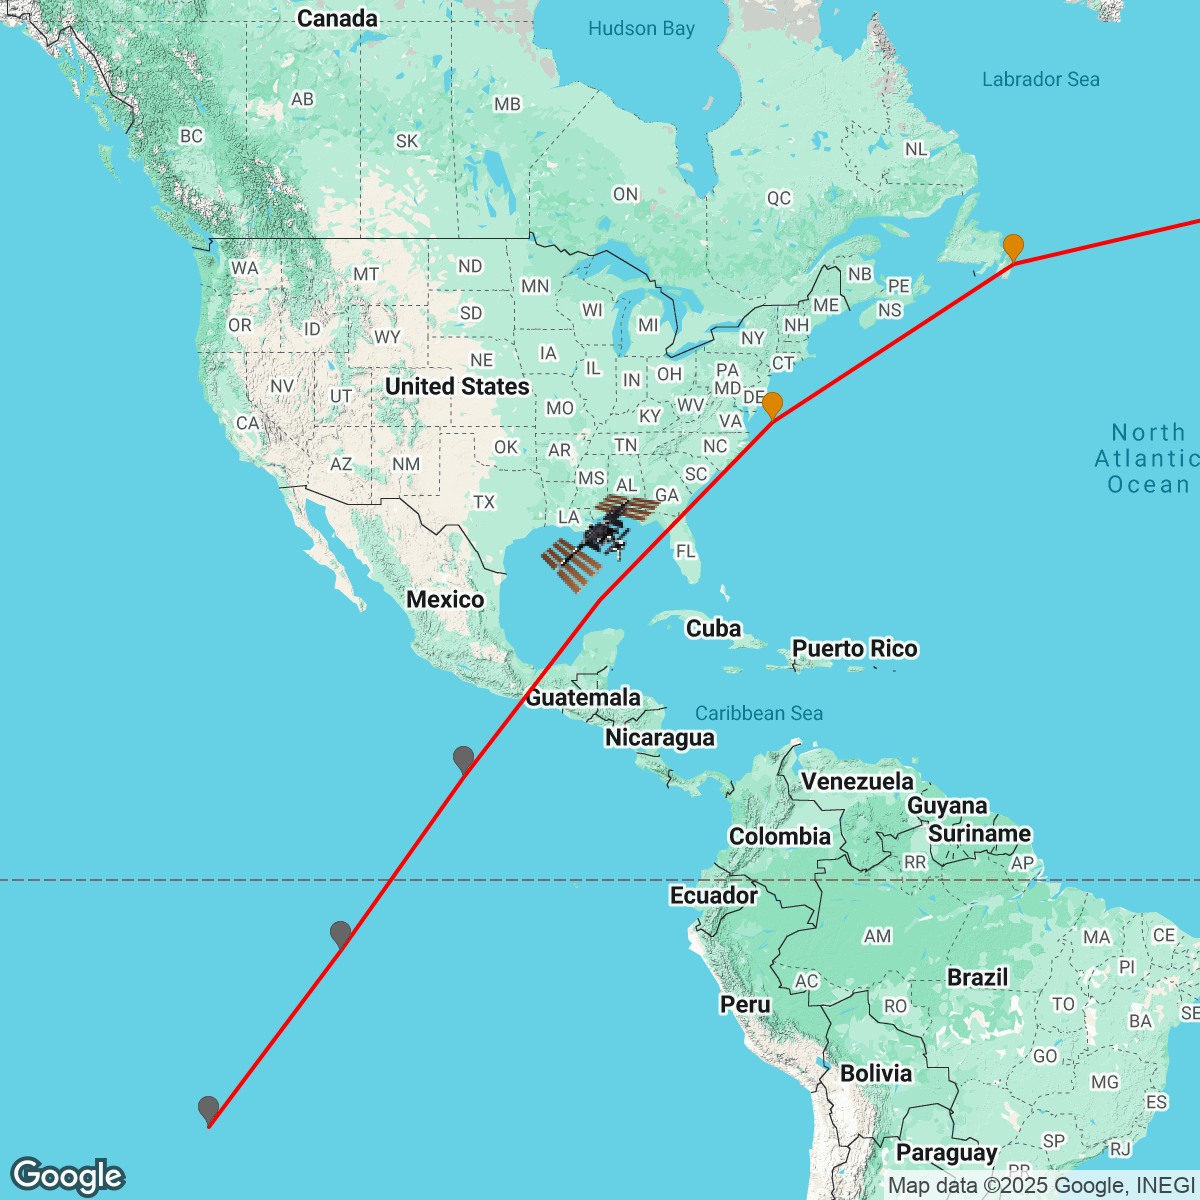 Canada
Hudson Bay
Labrador Sea
AB
MB
BC
SK
NL
ON
QC
WA
MT
ND
NB
PE
MN
OR
ID
SD
WI
MI
ME
NS
WY
NY
NH
NE
IA
IL
IN
OH
PA
CT
NV
UT
United States
MD
DE
CA
MO
KY
WV
VA
North
Atlantic
Ocean
OK
AR
TN
NC
AZ
NM
MS
AL
SC
TX
LA
GA
FL
Mexico
Cuba
Puerto Rico
Guatemala
Caribbean Sea
Nicaragua
Venezuela
Guyana
Suriname
Colombia
RR
AP
Ecuador
AM
MA
CE
PI
Peru
AC
Brazil
RO
TO
BA
SE
GO
Bolivia
MG
ES
Paraguay
SP
RJ
PR
Google
Map data ©2025 Google, INEGI